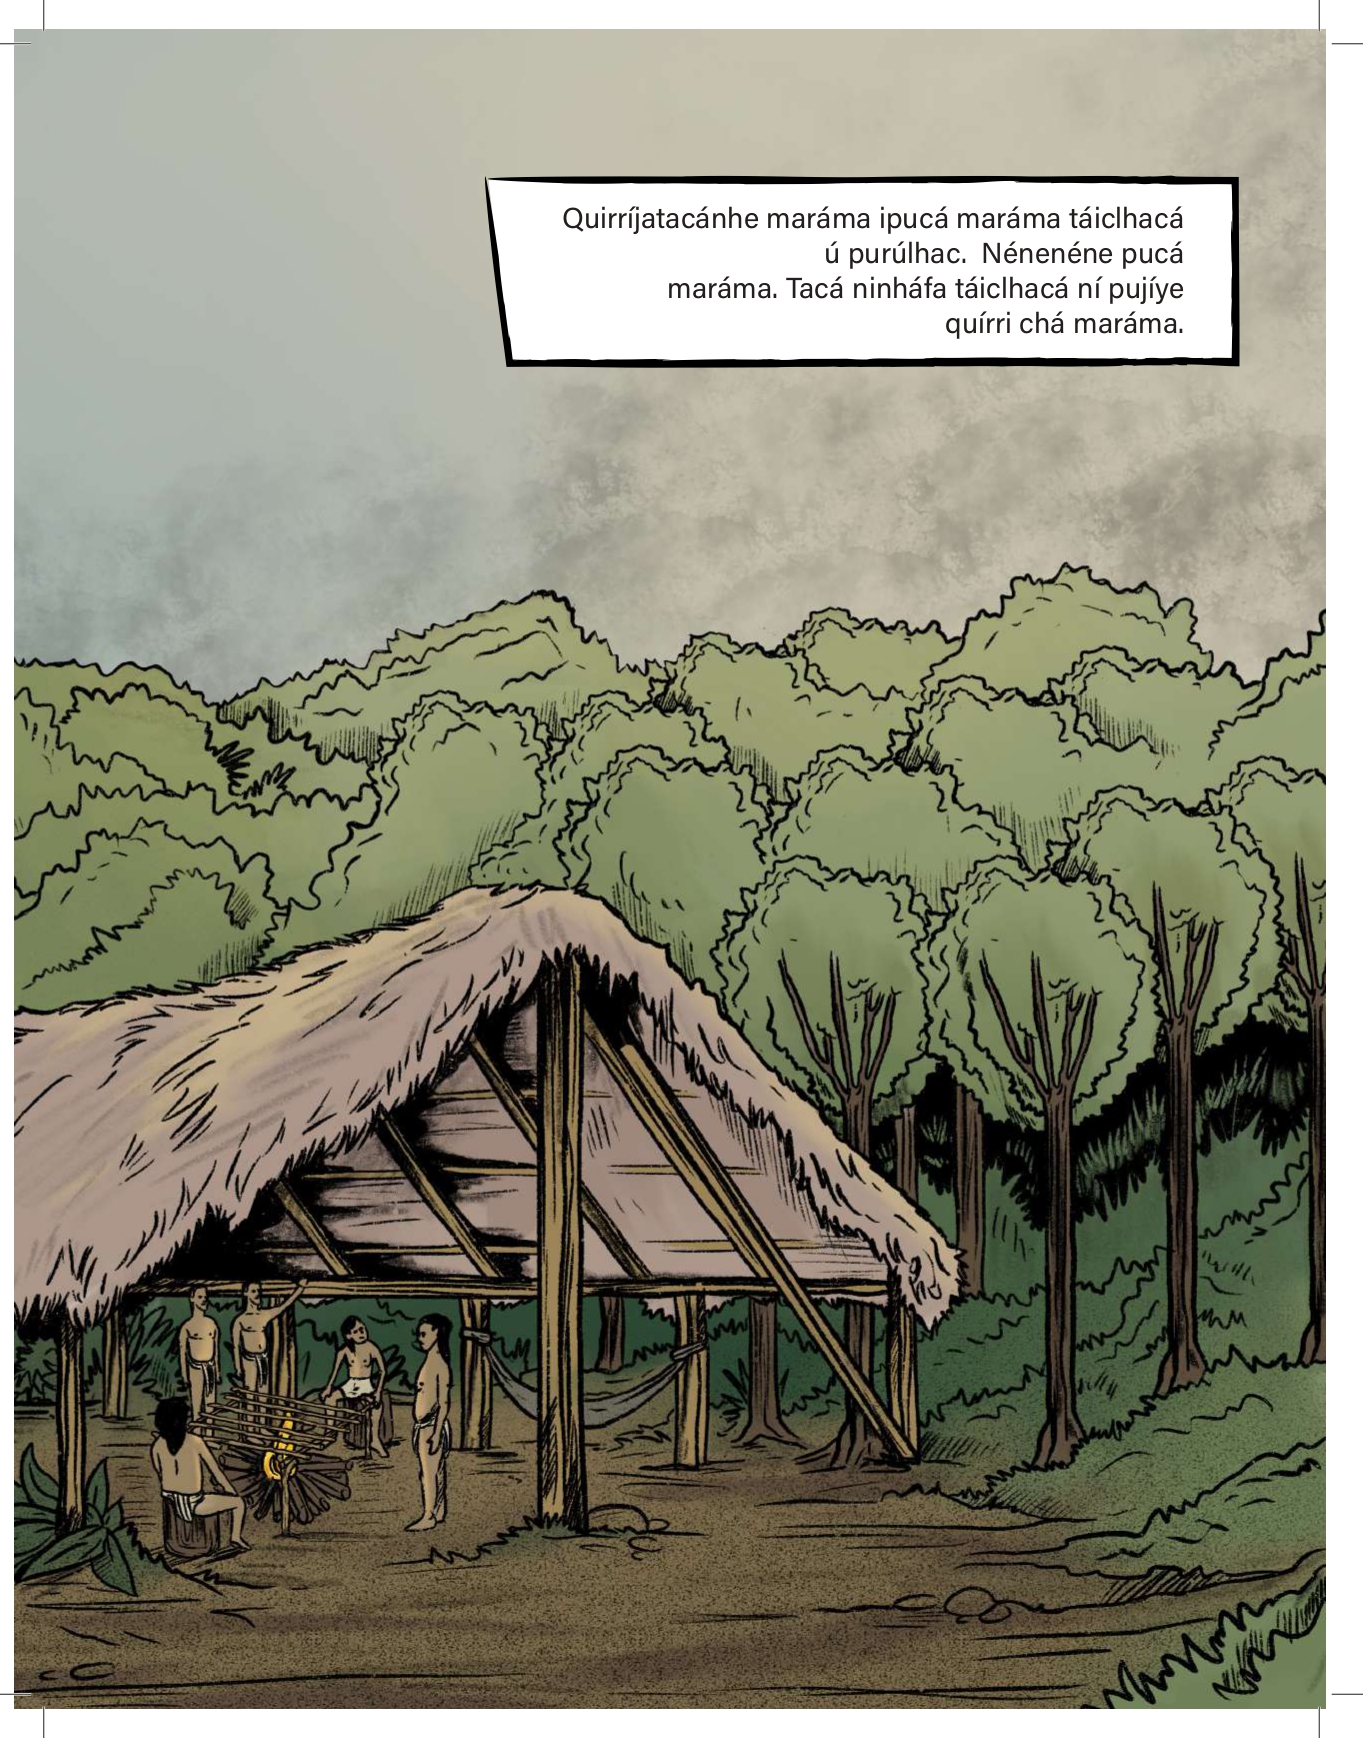 Quirríjatacánhe maráma ipucá maráma táiclhacá
ú purúlhac.  Nénenéne pucá
maráma. Tacá ninháfa táiclhacá ní pujíye
quírri chá maráma.